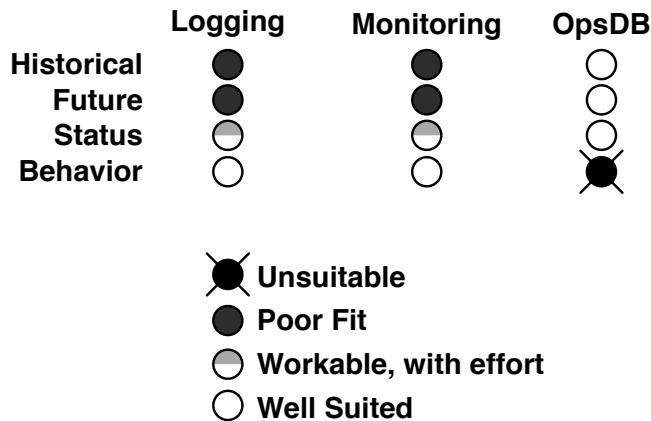 Logging Monitoring OpsDB
Historical
Future
Status
Behavior
Unsuitable
Poor Fit
Workable, with effort
Well Suited